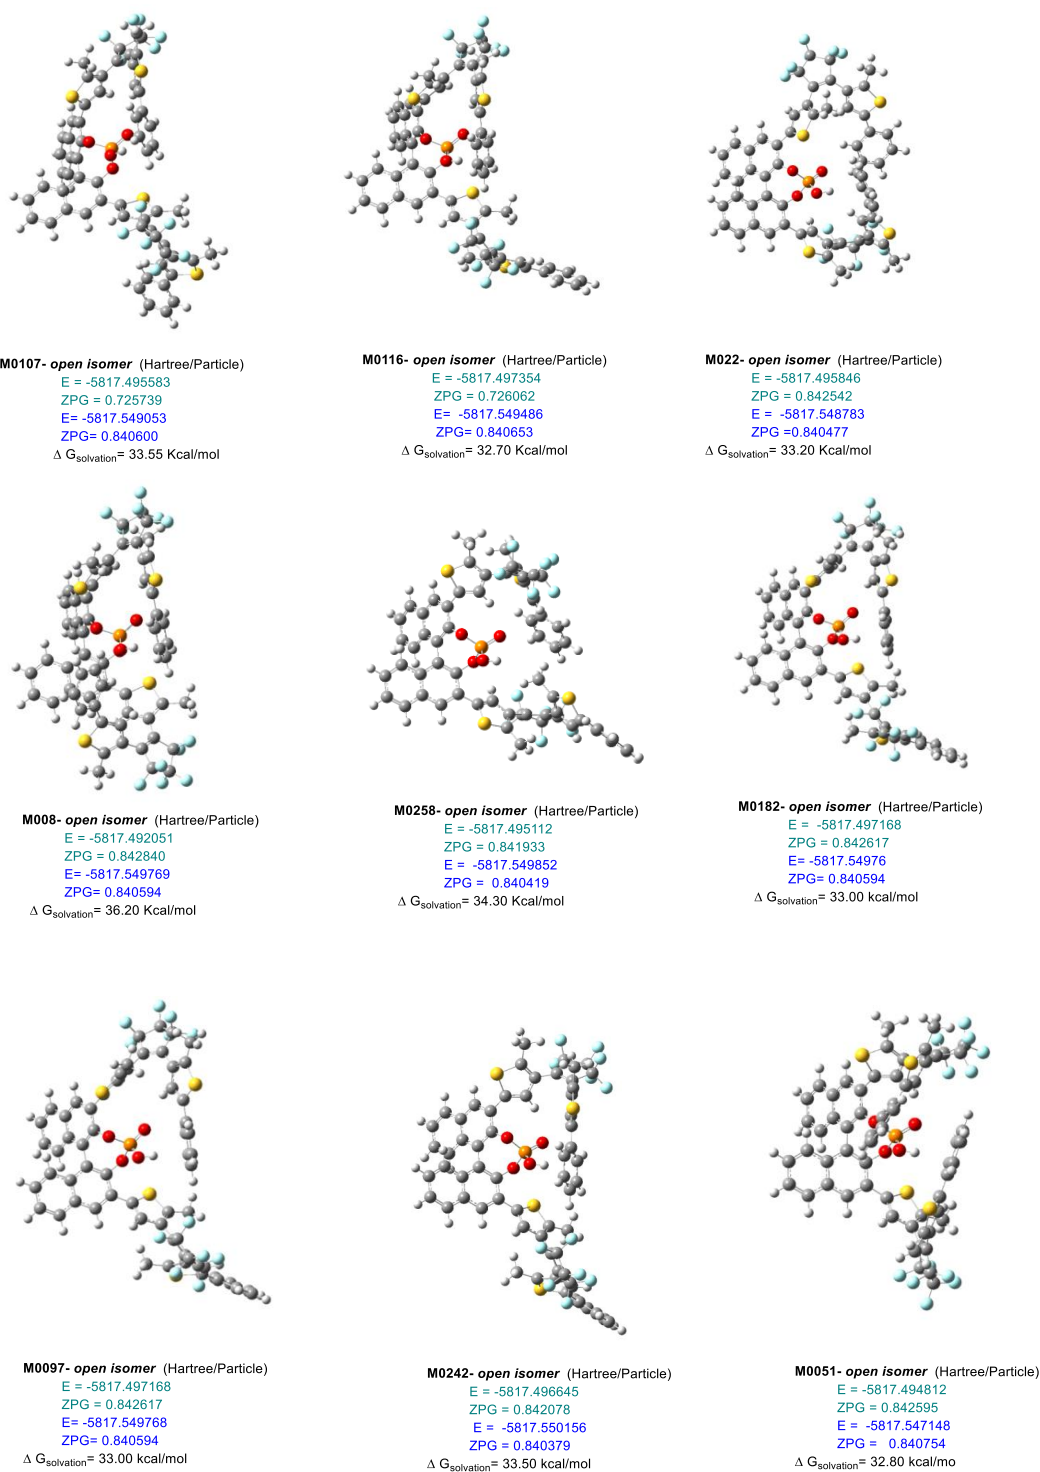 M0107- open isomer (Hartree/Particle)
E = -5817.495583
ZPG = 0.725739
E= -5817.549053
ZPG= 0.840600
Δ Gsolvation= 33.55 Kcal/mol
M0116- open isomer (Hartree/Particle)
E = -5817.497354
ZPG = 0.726062
E= -5817.549486
ZPG= 0.840653
Δ Gsolvation= 32.70 Kcal/mol
M022- open isomer (Hartree/Particle)
E = -5817.495846
ZPG = 0.842542
E = -5817.548783
ZPG =0.840477
Δ Gsolvation= 33.20 Kcal/mol
M008- open isomer (Hartree/Particle)
E = -5817.492051
ZPG = 0.842840
E= -5817.549769
ZPG= 0.840594
Δ Gsolvation= 36.20 Kcal/mol
M0258- open isomer (Hartree/Particle)
E = -5817.495112
ZPG = 0.841933
E = -5817.549852
ZPG = 0.840419
Δ Gsolvation= 34.30 Kcal/mol
M0182- open isomer (Hartree/Particle)
E = -5817.497168
ZPG = 0.842617
E= -5817.54976
ZPG= 0.840594
Δ Gsolvation= 33.00 kcal/mol
M0097- open isomer (Hartree/Particle)
E = -5817.497168
ZPG = 0.842617
E= -5817.549768
ZPG= 0.840594
Δ Gsolvation= 33.00 kcal/mol
M0242- open isomer (Hartree/Particle)
E = -5817.496645
ZPG = 0.842078
E = -5817.550156
ZPG = 0.840379
Δ Gsolvation= 33.50 kcal/mol
M0051- open isomer (Hartree/Particle)
E = -5817.494812
ZPG = 0.842595
E = -5817.547148
ZPG = 0.840754
Δ Gsolvation= 32.80 kcal/mo